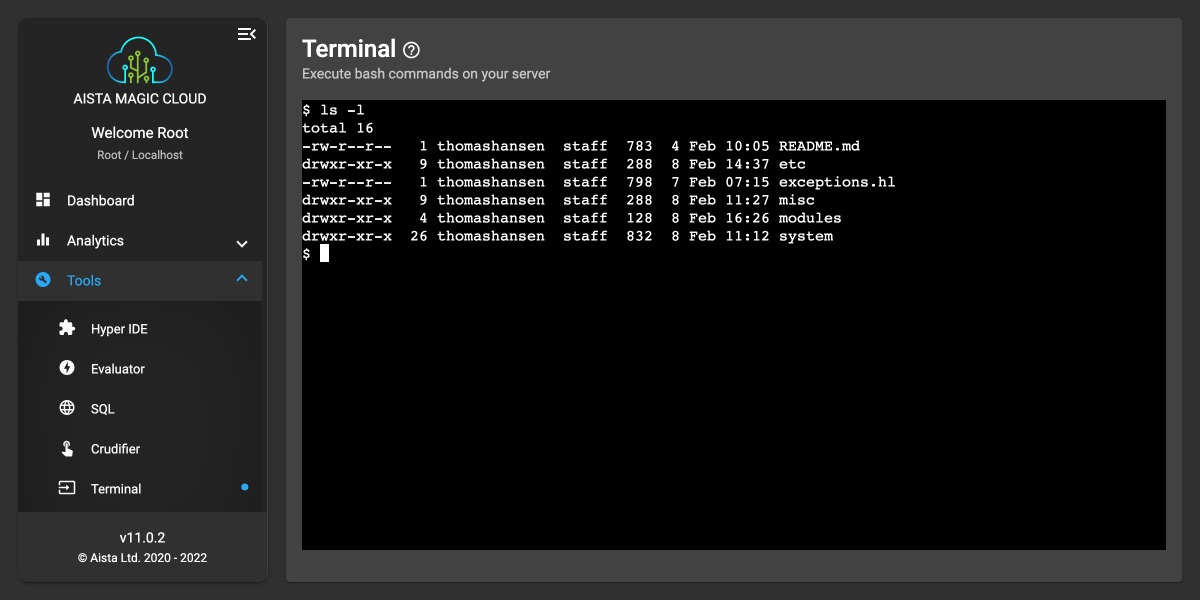 AISTA MAGIC CLOUD
Welcome Root
Root / Localhost
Dashboard
Analytics
Tools
Hyper IDE
Evaluator
SQL
Crudifier
Terminal
v11.0.2
© Aista Ltd. 2020 - 2022
Terminal
Execute bash commands on your server
$ ls -l
total 16
-rw-r--r--   1 thomashansen  staff  783  4 Feb 10:05 README.md
drwxr-xr-x   9 thomashansen  staff  288  8 Feb 14:37 etc
-rw-r--r--   1 thomashansen  staff  798  7 Feb 07:15 exceptions.hl
drwxr-xr-x   9 thomashansen  staff  288  8 Feb 11:27 misc
drwxr-xr-x   4 thomashansen  staff  128  8 Feb 16:26 modules
drwxr-xr-x  26 thomashansen  staff  832  8 Feb 11:12 system
$